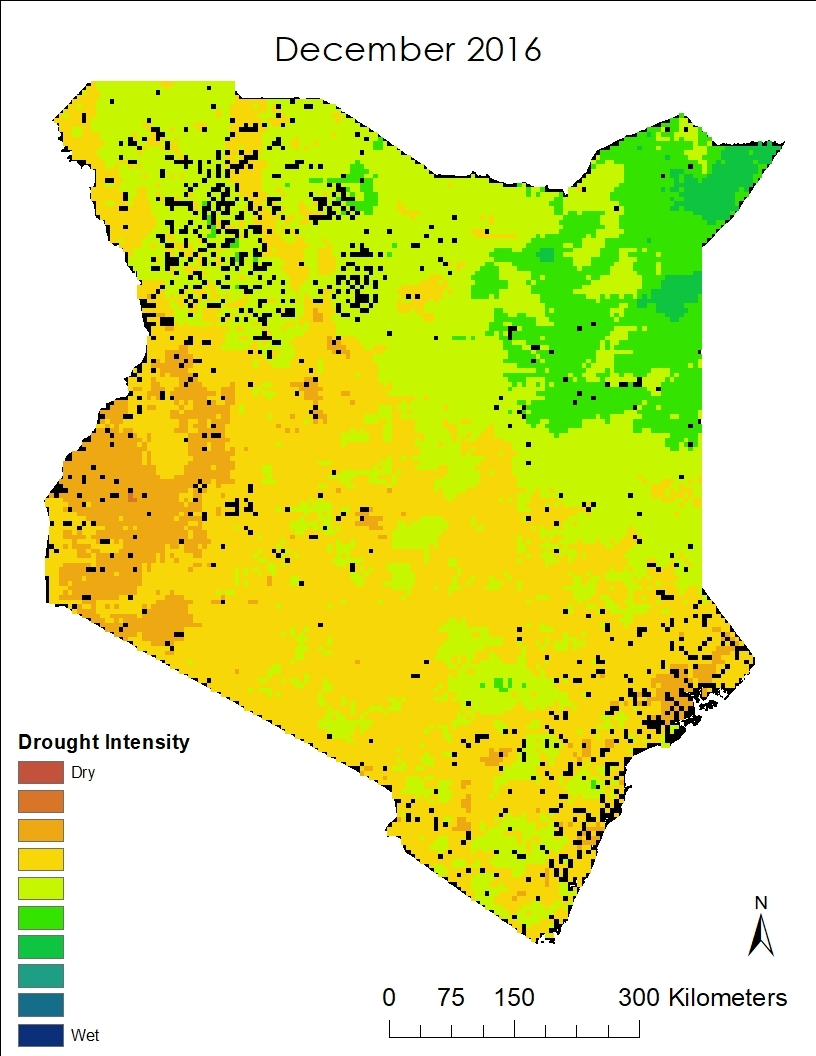 December 2016
Drought Intensity
Dry
Wet
N
0 75 150 300 Kilometers